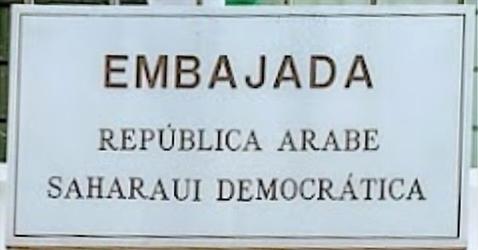 EMBAJADA
REPÚBLICA ARABE
SAHARAUI DEMOCRÁTICA